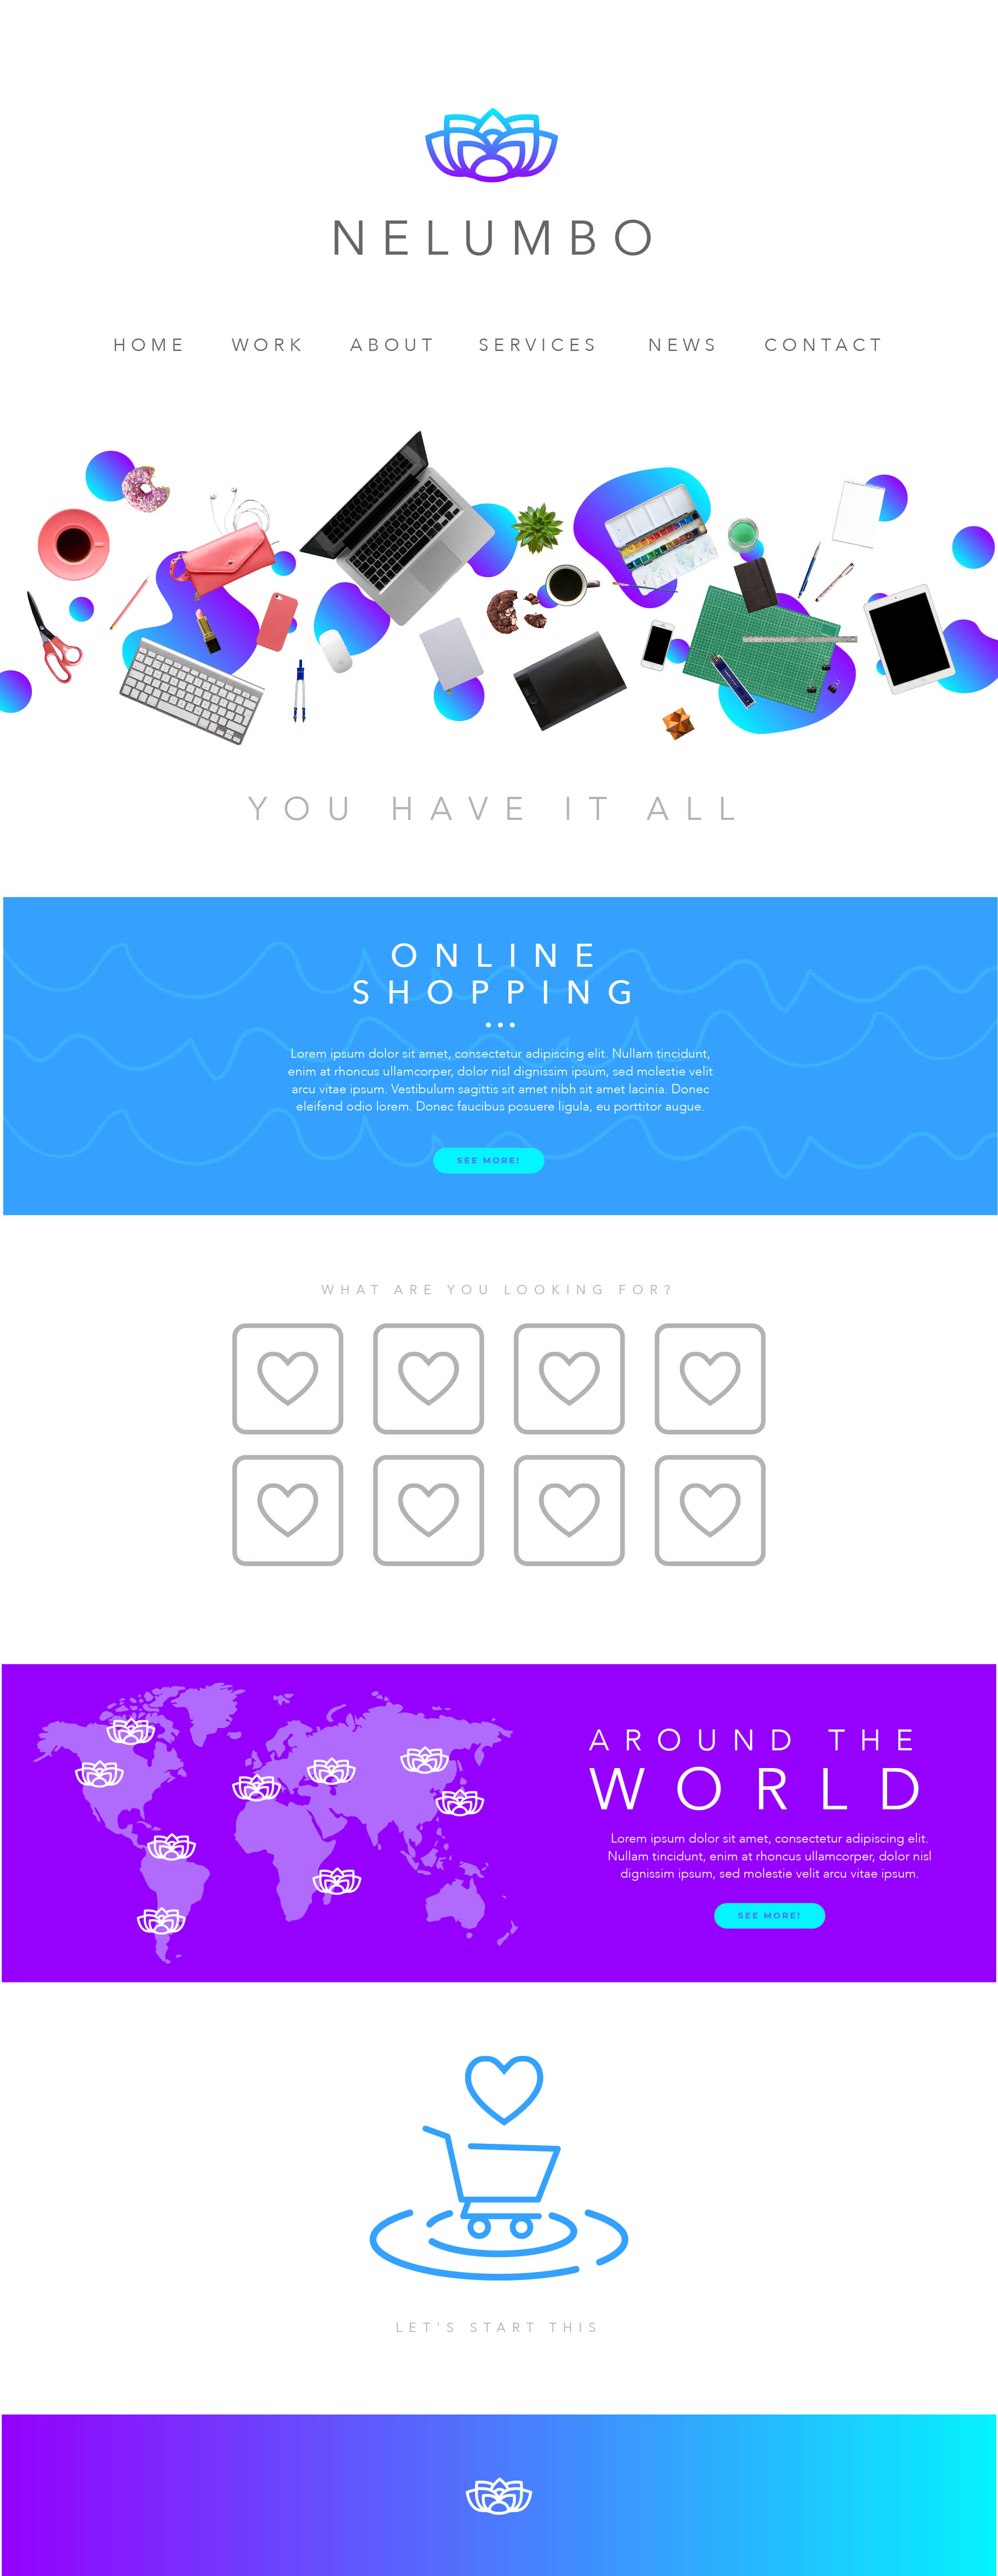 NELUMBO
HOME WORK ABOUT SERVICES NEWS CONTACT
YOU HAVE IT ALL
ONLINE
SHOPPING
Lorem ipsum dolor sit amet, consectetur adipiscing elit. Nullam tincidunt,
enim at rhoncus ullamcorper, dolor nisl dignissim ipsum, sed molestie velit
arcu vitae ipsum. Vestibulum sagittis sit amet nibh sit amet lacinia. Donec
eleifend odio lorem. Donec faucibus posuere ligula, eu porttitor augue.
SEE MORE!
WHAT ARE YOU LOOKING FOR?
AROUND THE
WORLD
Lorem ipsum dolor sit amet, consectetur adipiscing elit.
Nullam tincidunt, enim at rhoncus ullamcorper, dolor nisl
dignissim ipsum, sed molestie velit arcu vitae ipsum.
SEE MORE!
LET'S START THIS